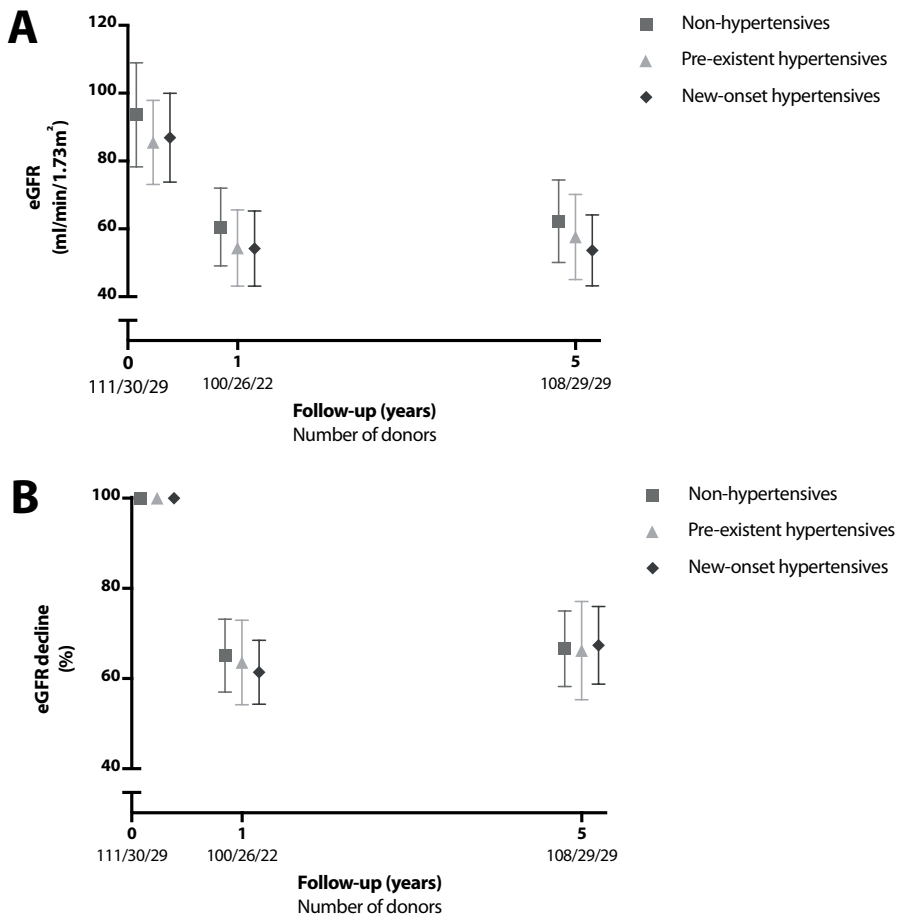 A
120
100
80
60
40
eGFR
(ml/min/1.73m²)
Non-hypertensives
Pre-existent hypertensives
New-onset hypertensives
0 1 5
111/30/29 100/26/22 108/29/29
Follow-up (years)
Number of donors
B
100
80
60
40
eGFR decline
(%)
Non-hypertensives
Pre-existent hypertensives
New-onset hypertensives
0 1 5
111/30/29 100/26/22 108/29/29
Follow-up (years)
Number of donors